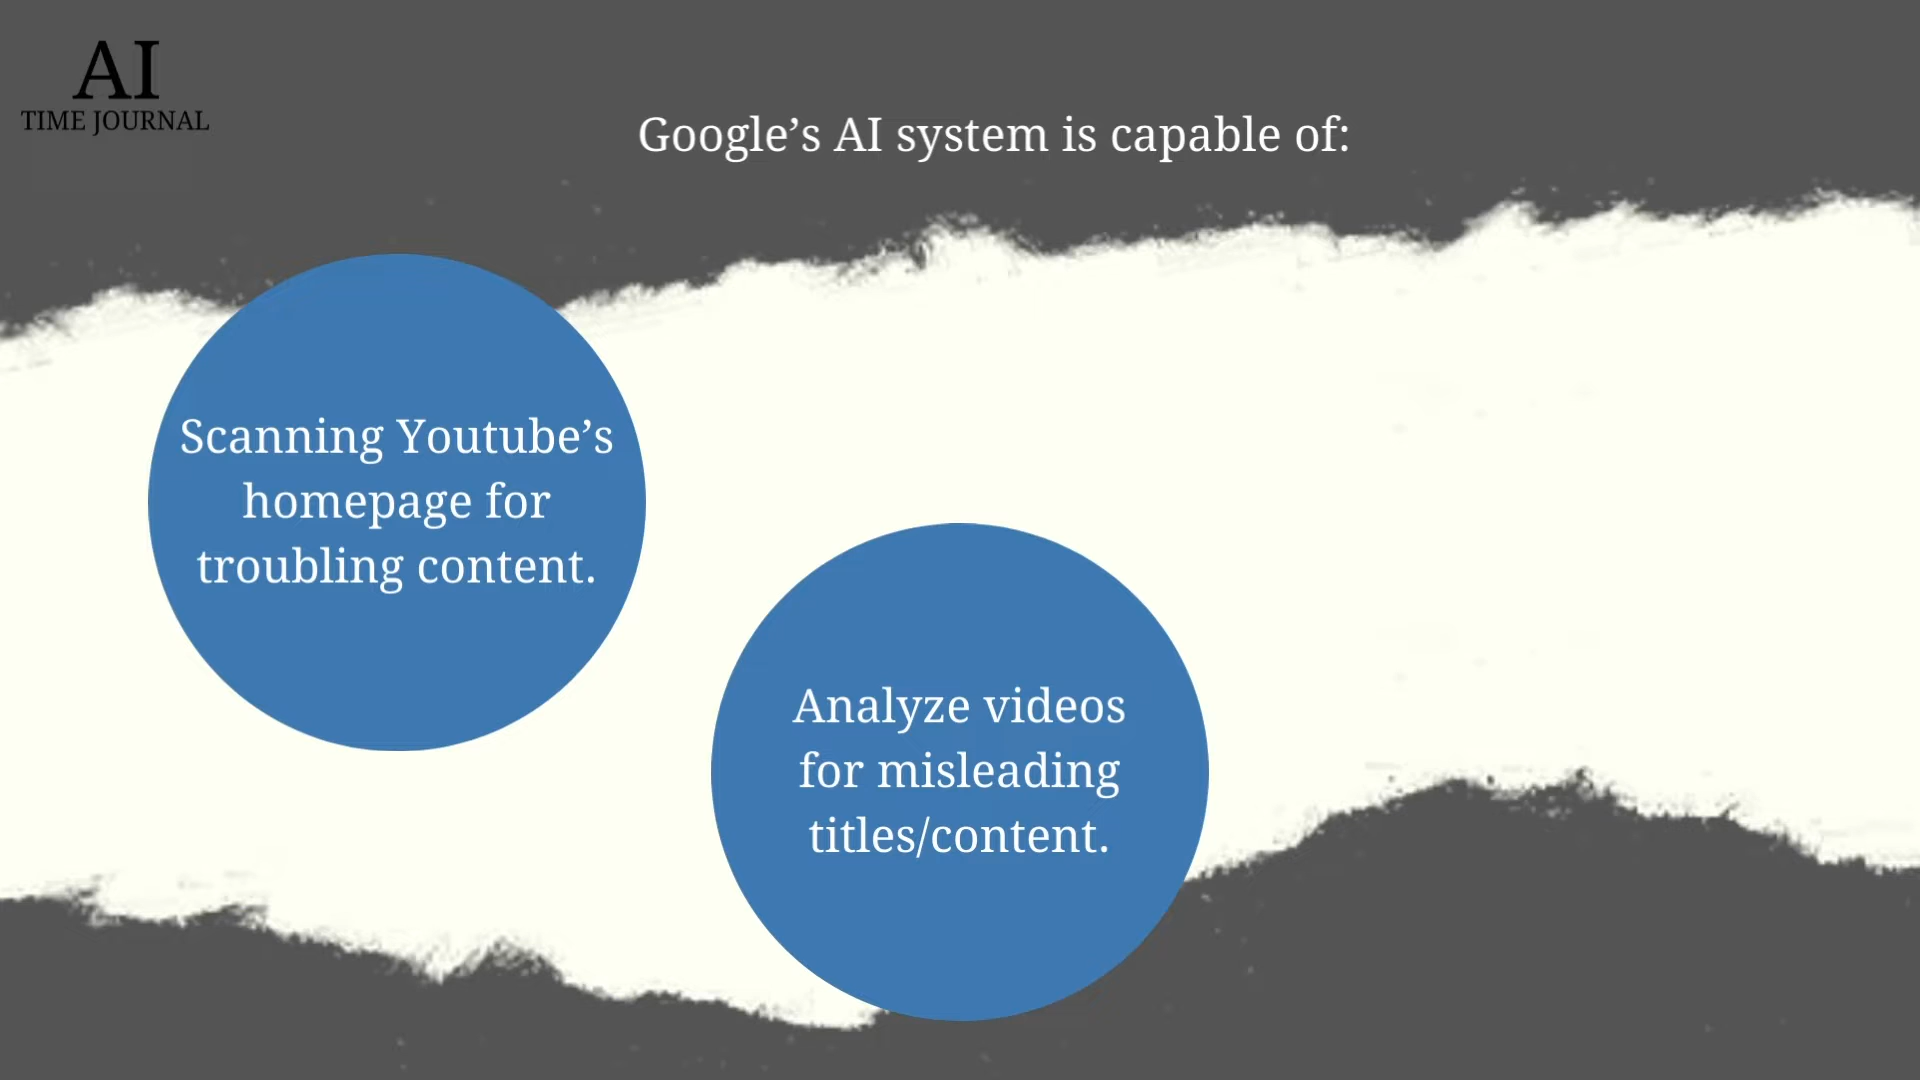 AI
TIME JOURNAL
Google’s AI system is capable of:
Scanning Youtube’s
homepage for
troubling content.
Analyze videos
for misleading
titles/content.